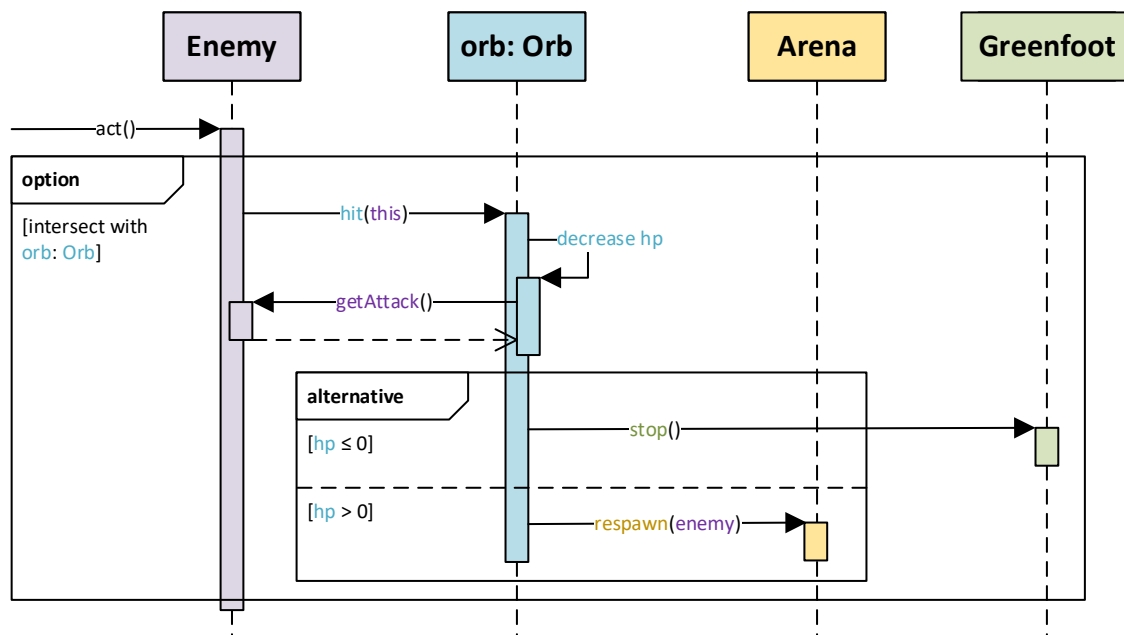 Enemy
orb: Orb
Arena
Greenfoot
act()
option
[intersect with
orb: Orb]
hit(this)
decrease hp
getAttack()
alternative
[hp ≤ 0]
stop()
[hp > 0]
respawn(enemy)